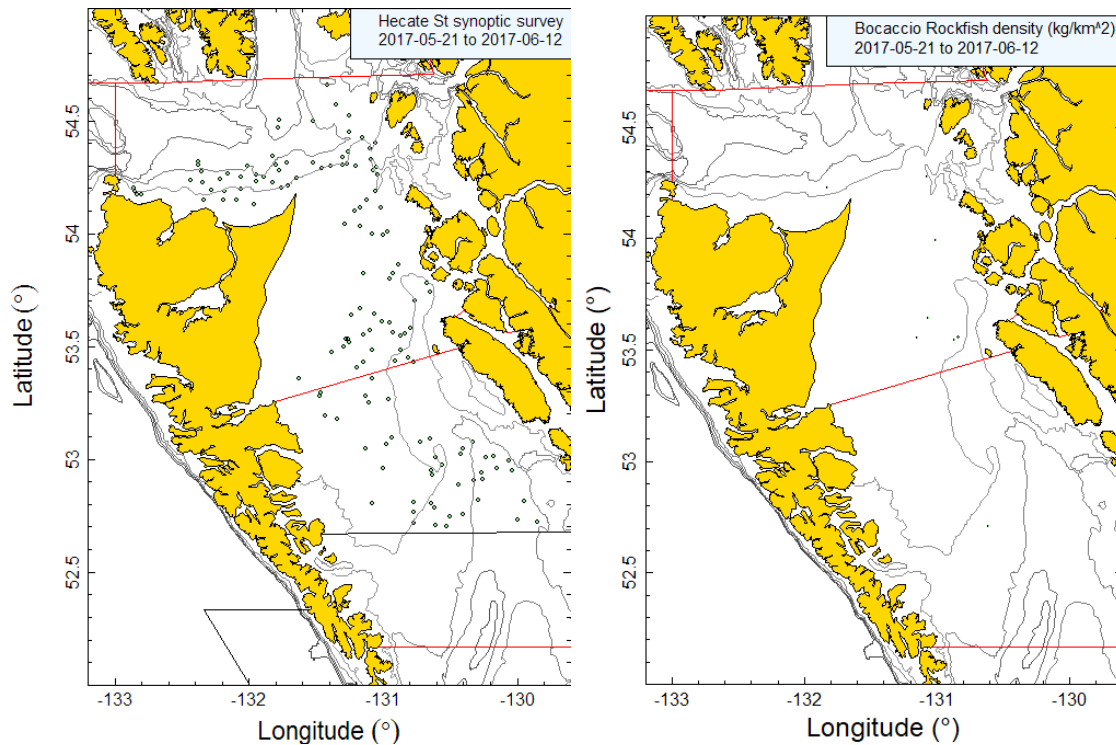 Hecate St synoptic survey
2017-05-21 to 2017-06-12
54.5
54
53.5
53
52.5
Latitude (°)
-133
-132
-131
-130
Longitude (°)
Bocaccio Rockfish density (kg/km^2)
2017-05-21 to 2017-06-12
54.5
54
53.5
53
52.5
Latitude (°)
-133
-132
-131
-130
Longitude (°)